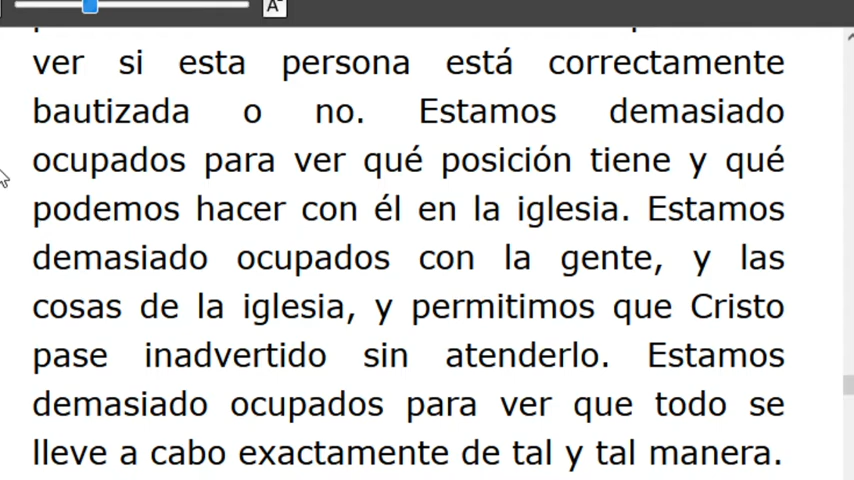 A
ver si esta persona está correctamente
bautizada o no. Estamos demasiado
ocupados para ver qué posición tiene y qué
podemos hacer con él en la iglesia. Estamos
demasiado ocupados con la gente, y las
cosas de la iglesia, y permitimos que Cristo
pase inadvertido sin atenderlo. Estamos
demasiado ocupados para ver que todo se
lleve a cabo exactamente de tal y tal manera.